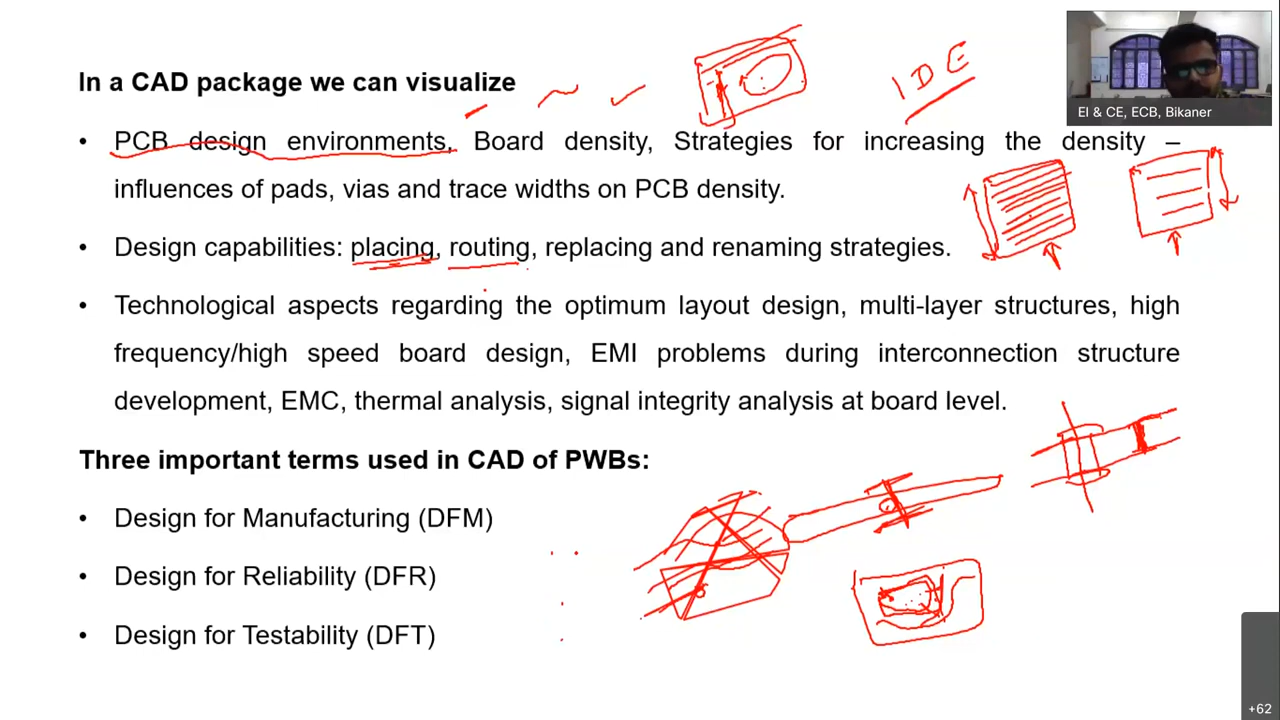 In a CAD package we can visualize
IDE
EI & CE, ECB, Bikaner
• PCB design environments, Board density, Strategies for increasing the density –
influences of pads, vias and trace widths on PCB density.
• Design capabilities: placing, routing, replacing and renaming strategies.
• Technological aspects regarding the optimum layout design, multi-layer structures, high
frequency/high speed board design, EMI problems during interconnection structure
development, EMC, thermal analysis, signal integrity analysis at board level.
Three important terms used in CAD of PWBs:
• Design for Manufacturing (DFM)
• Design for Reliability (DFR)
• Design for Testability (DFT)
+62